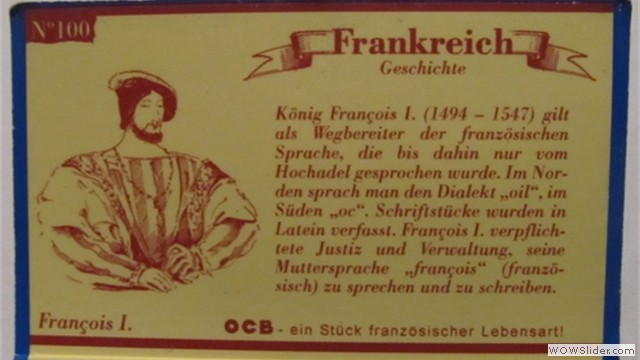 Nº100
Frankreich
Geschichte
König François I. (1494 – 1547) gilt
als Wegbereiter der französischen
Sprache, die bis dahin nur vom
Hochadel gesprochen wurde. Im Nor-
den sprach man den Dialekt „oil", im
Süden „oc". Schriftstücke wurden in
Latein verfasst. François I. verpflich-
tete Justiz und Verwaltung, seine
Muttersprache „françois" (franzö-
sisch) zu sprechen und zu schreiben.
François I.
OCB - ein Stück französischer Lebensart!
WOWSlider.com